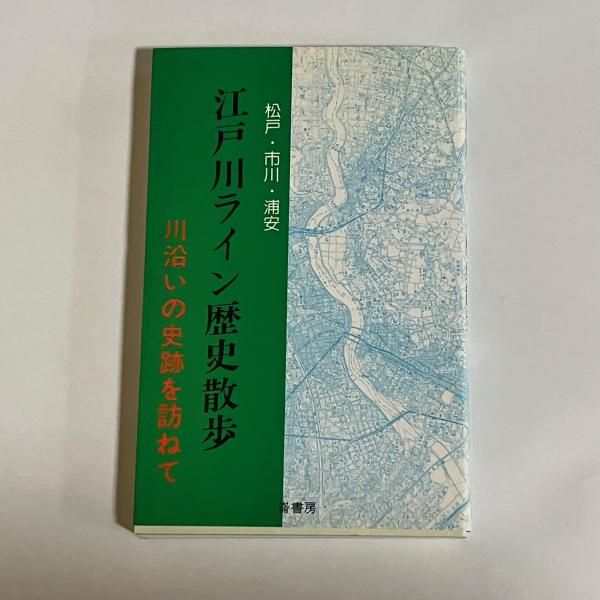 松戸・市川・浦安
江戸川ライン歴史散歩
川沿いの史跡を訪ねて
崙書房